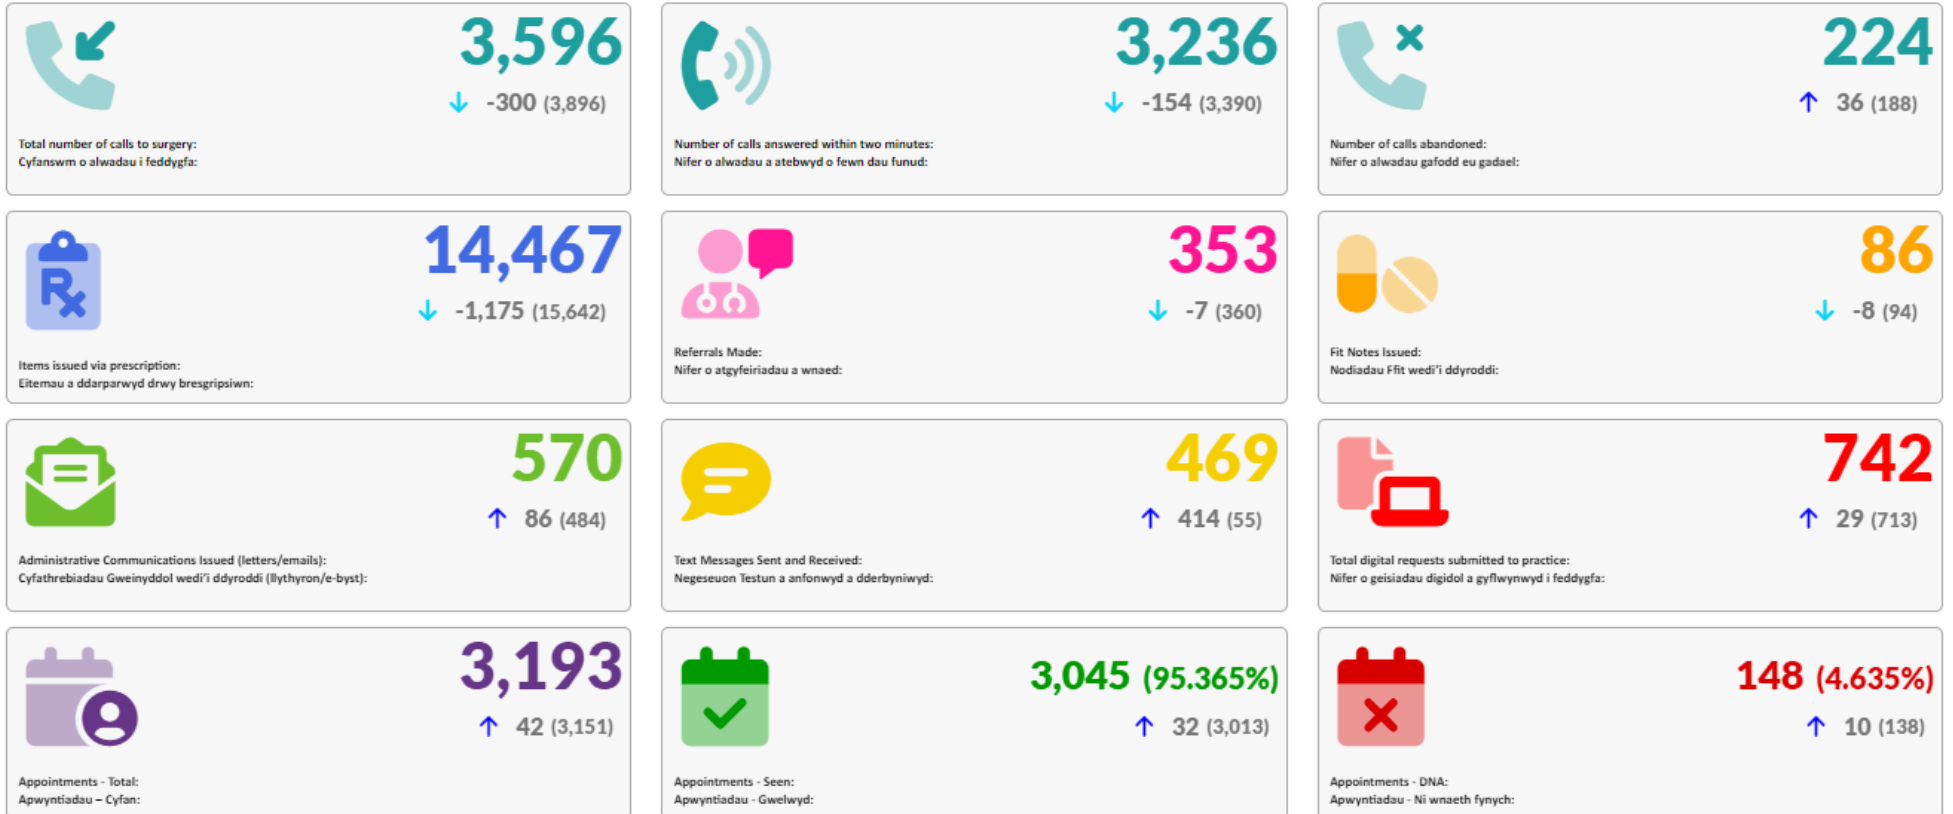 3,596
↓ -300 (3,896)
Total number of calls to surgery:
Cyfanswm o alwadau i feddygfa:
3,236
↓ -154 (3,390)
Number of calls answered within two minutes:
Nifer o alwadau a atebwyd o fewn dau funud:
224
↑ 36 (188)
Number of calls abandoned:
Nifer o alwadau gafodd eu gadael:
Rx
14,467
↓ -1,175 (15,642)
Items issued via prescription:
Eitemau a ddarparwyd drwy bresgripsiwn:
353
↓ -7 (360)
Referrals Made:
Nifer o atgyfeiriadau a wnaed:
86
↓ -8 (94)
Fit Notes Issued:
Nodiadau Ffit wedi'i ddyroddi:
570
↑ 86 (484)
Administrative Communications Issued (letters/emails):
Cyfathrebiadau Gweinyddol wedi'i ddyroddi (llythyron/e-byst):
469
↑ 414 (55)
Text Messages Sent and Received:
Negeseuon Testun a anfonwyd a dderbyniwyd:
742
↑ 29 (713)
Total digital requests submitted to practice:
Nifer o geisiadau digidol a gyflwynwyd i feddygfa:
3,193
↑ 42 (3,151)
Appointments - Total:
Apwyntiadau – Cyfan:
3,045 (95.365%)
↑ 32 (3,013)
Appointments - Seen:
Apwyntiadau - Gwelwyd:
148 (4.635%)
↑ 10 (138)
Appointments - DNA:
Apwyntiadau - Ni wnaeth fynych: